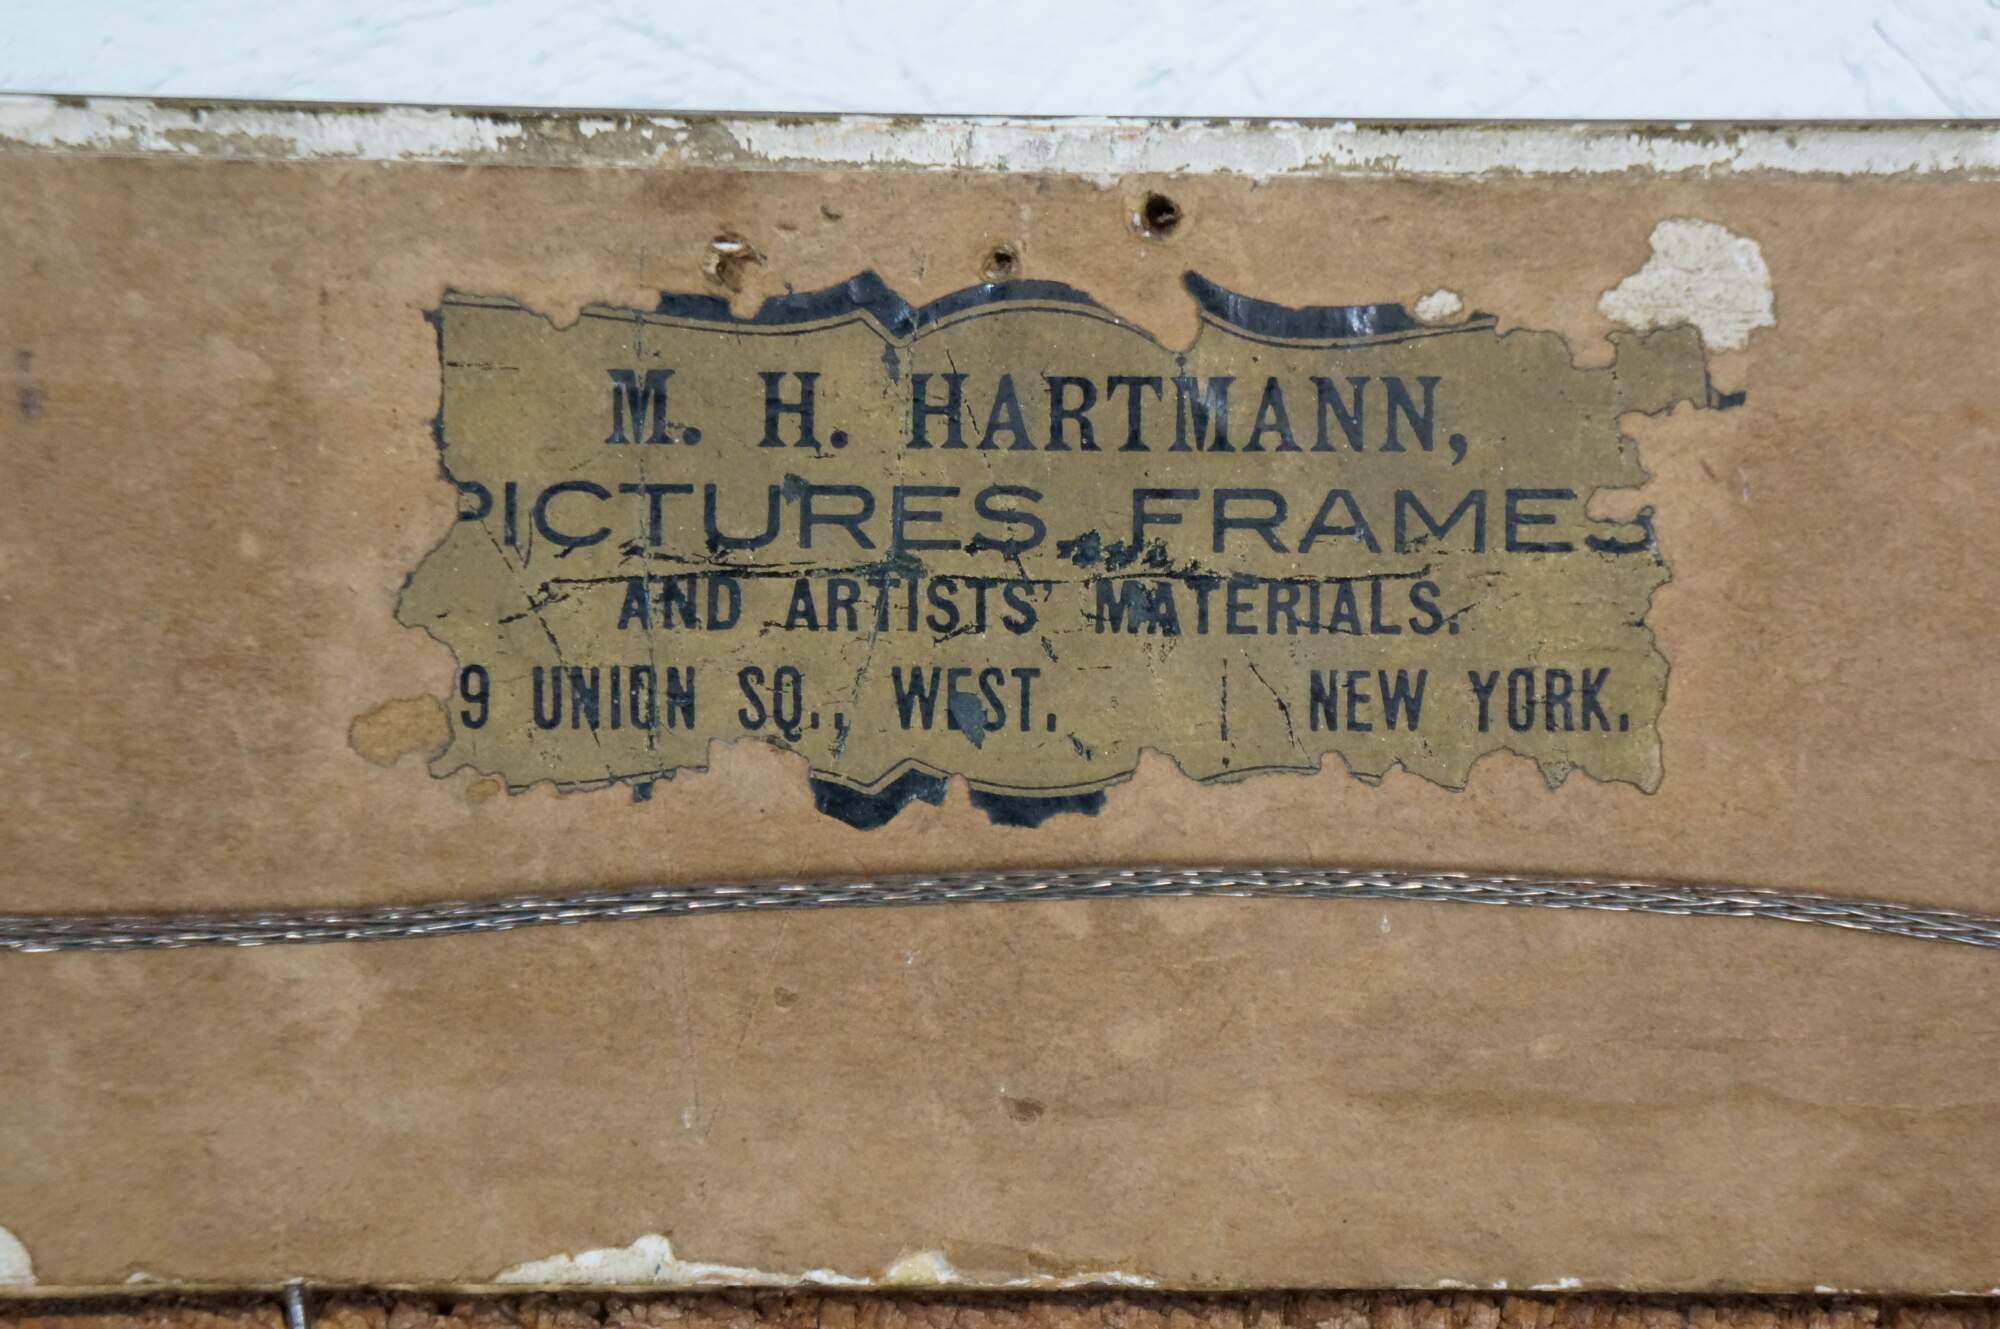 M. H. HARTMANN,
PICTURES, FRAMES
AND ARTISTS' MATERIALS.
9 UNION SQ., WEST. NEW YORK.